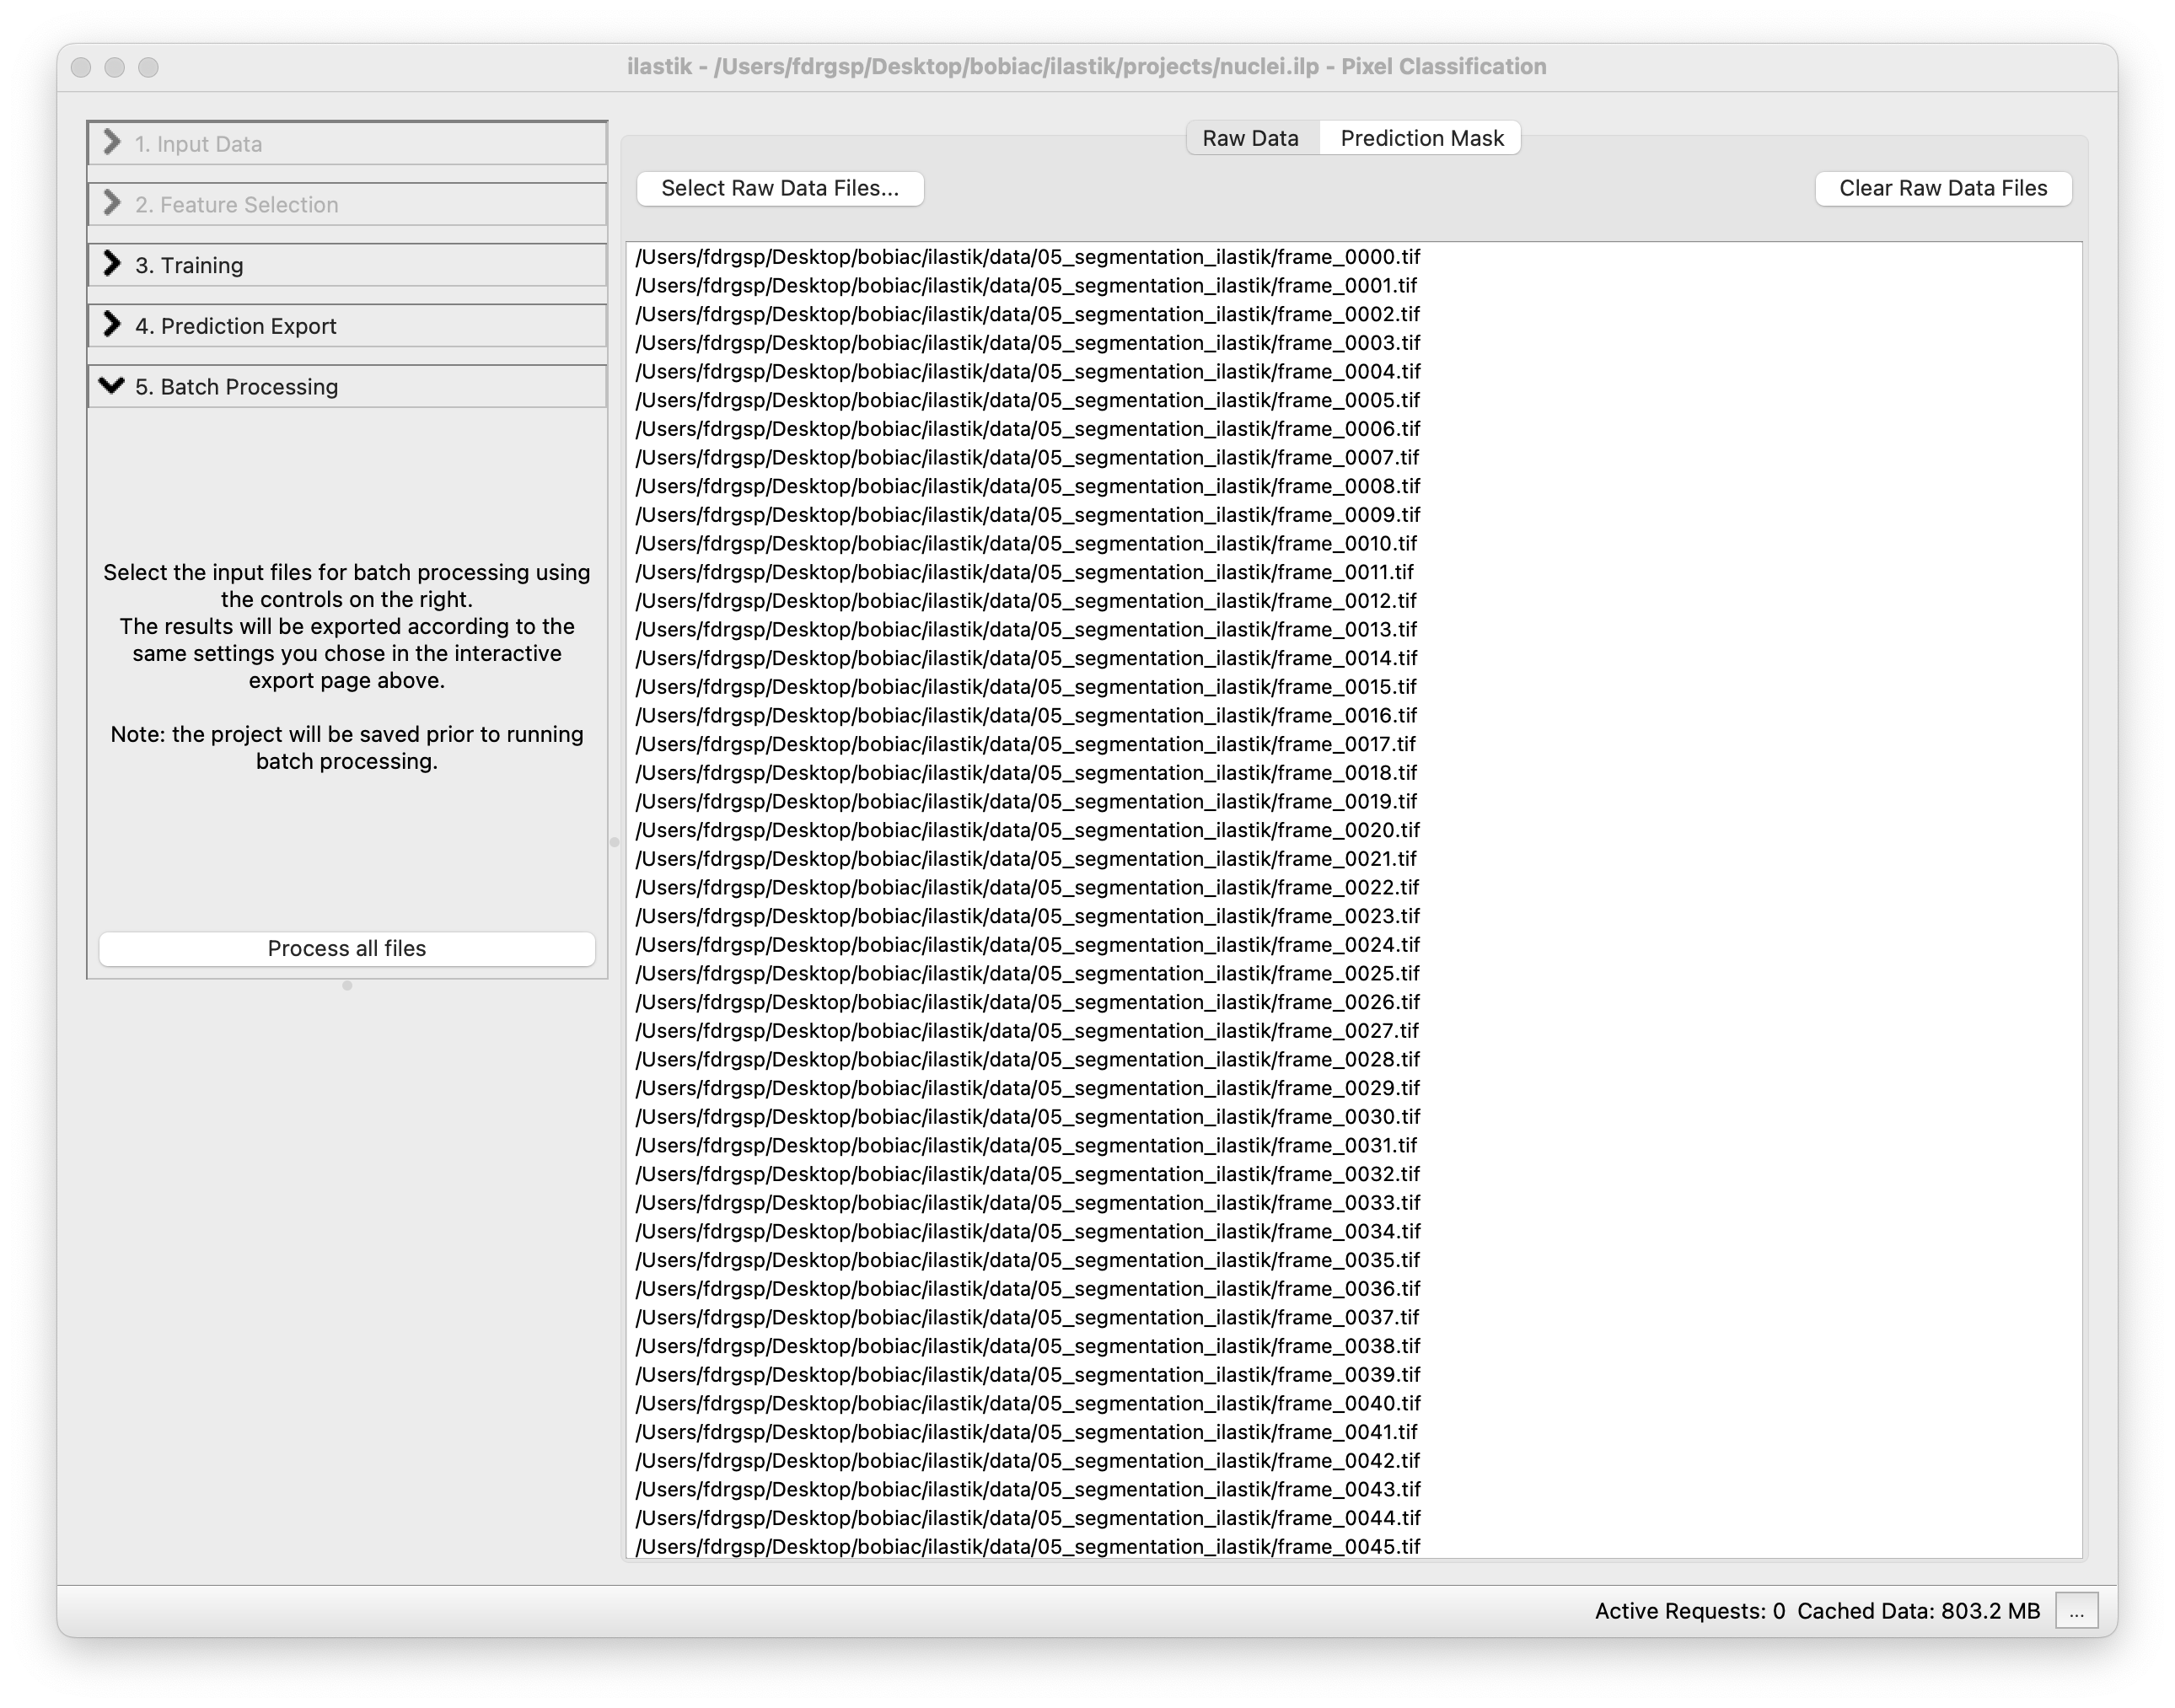 ilastik - /Users/fdrgsp/Desktop/bobiac/ilastik/projects/nuclei.ilp - Pixel Classification
1. Input Data
2. Feature Selection
3. Training
4. Prediction Export
5. Batch Processing
Select the input files for batch processing using
the controls on the right.
The results will be exported according to the
same settings you chose in the interactive
export page above.
Note: the project will be saved prior to running
batch processing.
Process all files
Raw Data Prediction Mask
Select Raw Data Files... Clear Raw Data Files
/Users/fdrgsp/Desktop/bobiac/ilastik/data/05_segmentation_ilastik/frame_0000.tif
/Users/fdrgsp/Desktop/bobiac/ilastik/data/05_segmentation_ilastik/frame_0001.tif
/Users/fdrgsp/Desktop/bobiac/ilastik/data/05_segmentation_ilastik/frame_0002.tif
/Users/fdrgsp/Desktop/bobiac/ilastik/data/05_segmentation_ilastik/frame_0003.tif
/Users/fdrgsp/Desktop/bobiac/ilastik/data/05_segmentation_ilastik/frame_0004.tif
/Users/fdrgsp/Desktop/bobiac/ilastik/data/05_segmentation_ilastik/frame_0005.tif
/Users/fdrgsp/Desktop/bobiac/ilastik/data/05_segmentation_ilastik/frame_0006.tif
/Users/fdrgsp/Desktop/bobiac/ilastik/data/05_segmentation_ilastik/frame_0007.tif
/Users/fdrgsp/Desktop/bobiac/ilastik/data/05_segmentation_ilastik/frame_0008.tif
/Users/fdrgsp/Desktop/bobiac/ilastik/data/05_segmentation_ilastik/frame_0009.tif
/Users/fdrgsp/Desktop/bobiac/ilastik/data/05_segmentation_ilastik/frame_0010.tif
/Users/fdrgsp/Desktop/bobiac/ilastik/data/05_segmentation_ilastik/frame_0011.tif
/Users/fdrgsp/Desktop/bobiac/ilastik/data/05_segmentation_ilastik/frame_0012.tif
/Users/fdrgsp/Desktop/bobiac/ilastik/data/05_segmentation_ilastik/frame_0013.tif
/Users/fdrgsp/Desktop/bobiac/ilastik/data/05_segmentation_ilastik/frame_0014.tif
/Users/fdrgsp/Desktop/bobiac/ilastik/data/05_segmentation_ilastik/frame_0015.tif
/Users/fdrgsp/Desktop/bobiac/ilastik/data/05_segmentation_ilastik/frame_0016.tif
/Users/fdrgsp/Desktop/bobiac/ilastik/data/05_segmentation_ilastik/frame_0017.tif
/Users/fdrgsp/Desktop/bobiac/ilastik/data/05_segmentation_ilastik/frame_0018.tif
/Users/fdrgsp/Desktop/bobiac/ilastik/data/05_segmentation_ilastik/frame_0019.tif
/Users/fdrgsp/Desktop/bobiac/ilastik/data/05_segmentation_ilastik/frame_0020.tif
/Users/fdrgsp/Desktop/bobiac/ilastik/data/05_segmentation_ilastik/frame_0021.tif
/Users/fdrgsp/Desktop/bobiac/ilastik/data/05_segmentation_ilastik/frame_0022.tif
/Users/fdrgsp/Desktop/bobiac/ilastik/data/05_segmentation_ilastik/frame_0023.tif
/Users/fdrgsp/Desktop/bobiac/ilastik/data/05_segmentation_ilastik/frame_0024.tif
/Users/fdrgsp/Desktop/bobiac/ilastik/data/05_segmentation_ilastik/frame_0025.tif
/Users/fdrgsp/Desktop/bobiac/ilastik/data/05_segmentation_ilastik/frame_0026.tif
/Users/fdrgsp/Desktop/bobiac/ilastik/data/05_segmentation_ilastik/frame_0027.tif
/Users/fdrgsp/Desktop/bobiac/ilastik/data/05_segmentation_ilastik/frame_0028.tif
/Users/fdrgsp/Desktop/bobiac/ilastik/data/05_segmentation_ilastik/frame_0029.tif
/Users/fdrgsp/Desktop/bobiac/ilastik/data/05_segmentation_ilastik/frame_0030.tif
/Users/fdrgsp/Desktop/bobiac/ilastik/data/05_segmentation_ilastik/frame_0031.tif
/Users/fdrgsp/Desktop/bobiac/ilastik/data/05_segmentation_ilastik/frame_0032.tif
/Users/fdrgsp/Desktop/bobiac/ilastik/data/05_segmentation_ilastik/frame_0033.tif
/Users/fdrgsp/Desktop/bobiac/ilastik/data/05_segmentation_ilastik/frame_0034.tif
/Users/fdrgsp/Desktop/bobiac/ilastik/data/05_segmentation_ilastik/frame_0035.tif
/Users/fdrgsp/Desktop/bobiac/ilastik/data/05_segmentation_ilastik/frame_0036.tif
/Users/fdrgsp/Desktop/bobiac/ilastik/data/05_segmentation_ilastik/frame_0037.tif
/Users/fdrgsp/Desktop/bobiac/ilastik/data/05_segmentation_ilastik/frame_0038.tif
/Users/fdrgsp/Desktop/bobiac/ilastik/data/05_segmentation_ilastik/frame_0039.tif
/Users/fdrgsp/Desktop/bobiac/ilastik/data/05_segmentation_ilastik/frame_0040.tif
/Users/fdrgsp/Desktop/bobiac/ilastik/data/05_segmentation_ilastik/frame_0041.tif
/Users/fdrgsp/Desktop/bobiac/ilastik/data/05_segmentation_ilastik/frame_0042.tif
/Users/fdrgsp/Desktop/bobiac/ilastik/data/05_segmentation_ilastik/frame_0043.tif
/Users/fdrgsp/Desktop/bobiac/ilastik/data/05_segmentation_ilastik/frame_0044.tif
/Users/fdrgsp/Desktop/bobiac/ilastik/data/05_segmentation_ilastik/frame_0045.tif
Active Requests: 0 Cached Data: 803.2 MB ...